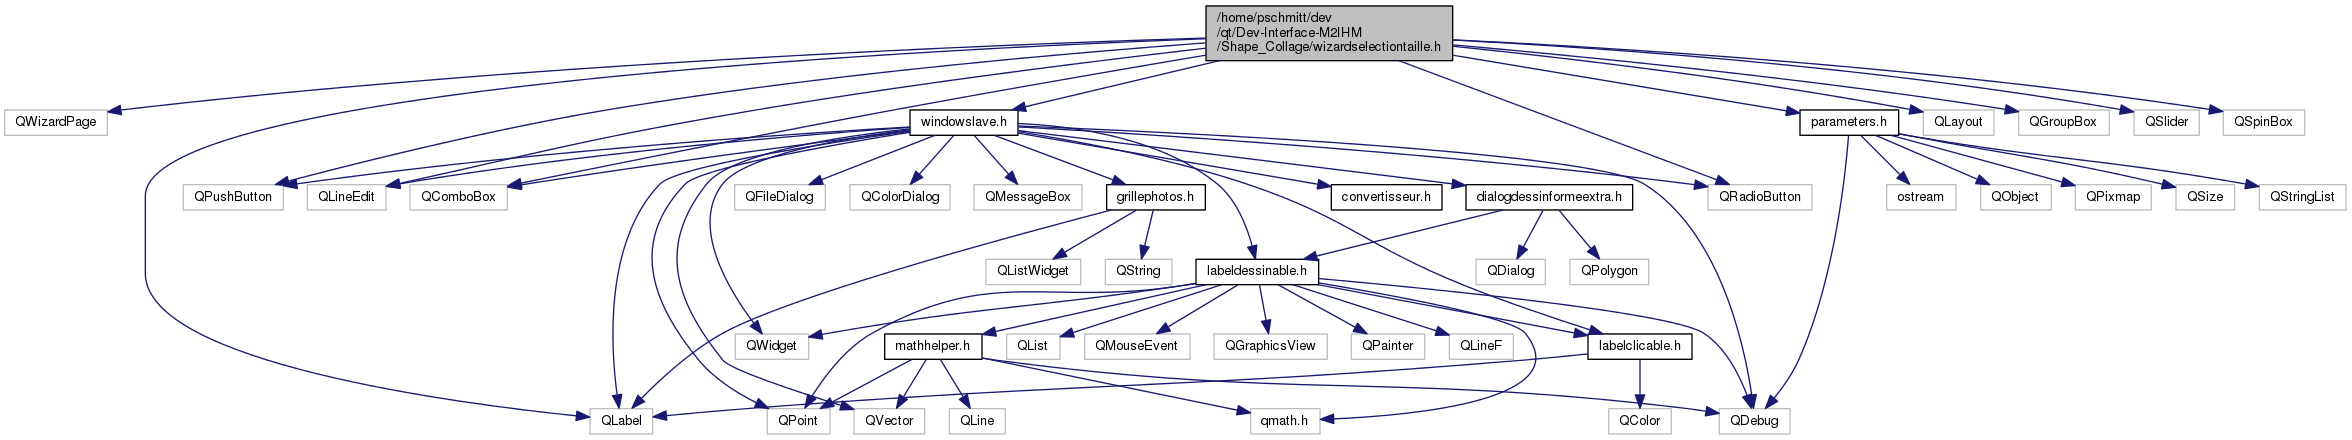 /home/pschmitt/dev
/qt/Dev-Interface-M2IHM
/Shape_Collage/wizardselectiontaille.h
QWizardPage
windowslave.h
parameters.h
QLayout
QGroupBox
QSlider
QSpinBox
QPushButton
QLineEdit
QComboBox
QFileDialog
QColorDialog
QMessageBox
grillephotos.h
convertisseur.h
dialogdessinformeextra.h
QRadioButton
ostream
QObject
QPixmap
QSize
QStringList
QListWidget
QString
labeldessinable.h
QDialog
QPolygon
QWidget
mathhelper.h
QList
QMouseEvent
QGraphicsView
QPainter
QLineF
labelclicable.h
QLabel
QPoint
QVector
QLine
qmath.h
QColor
QDebug